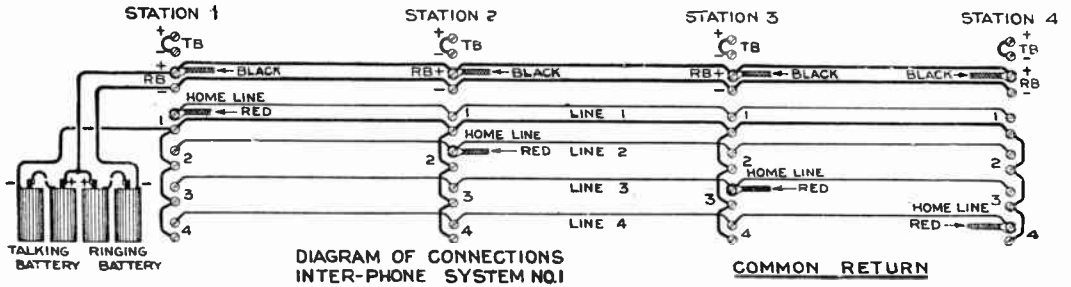 STATION 1 STATION 2 STATION 3 STATION 4
+ TB + TB + TB + TB
- - - -
+ RB - BLACK RB+ - BLACK RB+ - BLACK BLACK + RB -
HOME LINE
RED
1 1 LINE 1 1 1
HOME LINE
2 2 RED LINE 2 2 2
HOME LINE
3 3 LINE 3 3 RED 3
HOME LINE
4 4 LINE 4 4 RED 4
- + + -
TALKING BATTERY
RINGING BATTERY
DIAGRAM OF CONNECTIONS
INTER-PHONE SYSTEM NO.1
COMMON RETURN